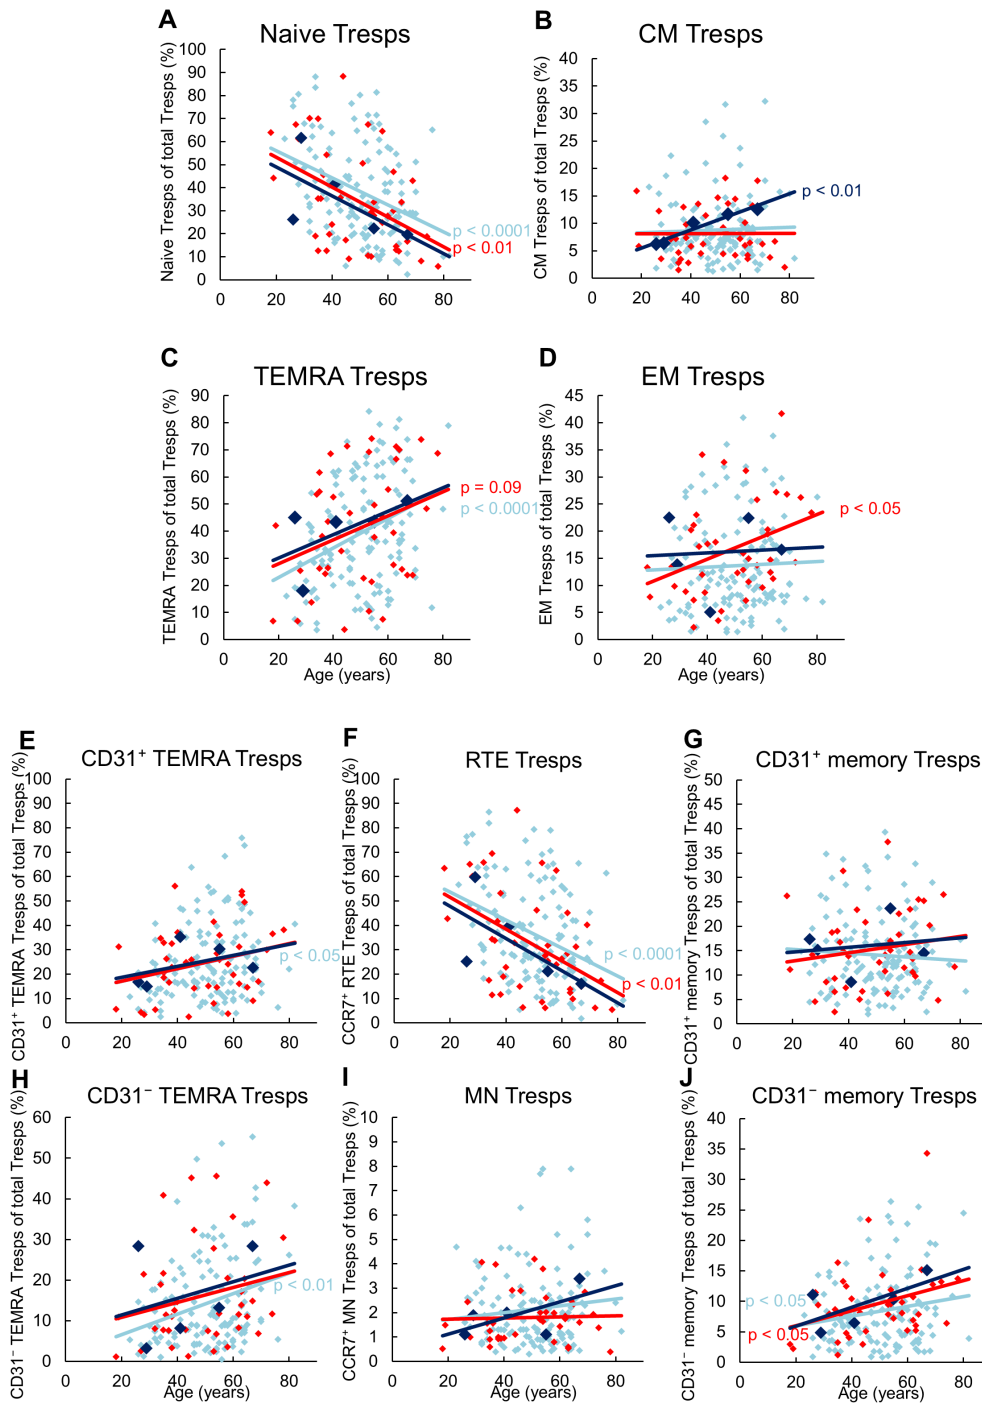 A
Naive Tresps
Naive Tresps of total Tresps (%)
100
90
80
70
60
50
40
30
20
10
0
0 20 40 60 80
p < 0.0001
p < 0.01
B
CM Tresps
CM Tresps of total Tresps (%)
40
35
30
25
20
15
10
5
0
0 20 40 60 80
p < 0.01
C
TEMRA Tresps
TEMRA Tresps of total Tresps (%)
90
80
70
60
50
40
30
20
10
0
0 20 40 60 80
Age (years)
p = 0.09
p < 0.0001
D
EM Tresps
EM Tresps of total Tresps (%)
45
40
35
30
25
20
15
10
5
0
0 20 40 60 80
Age (years)
p < 0.05
E
CD31⁺ TEMRA Tresps
CD31⁺ TEMRA Tresps of total Tresps (%)
100
90
80
70
60
50
40
30
20
10
0
0 20 40 60 80
p < 0.05
F
RTE Tresps
CCR7⁺ RTE Tresps of total Tresps (%)
100
90
80
70
60
50
40
30
20
10
0
0 20 40 60 80
p < 0.0001
p < 0.01
G
CD31⁺ memory Tresps
CD31⁺ memory Tresps of total Tresps (%)
50
45
40
35
30
25
20
15
10
5
0
0 20 40 60 80
H
CD31⁻ TEMRA Tresps
CD31⁻ TEMRA Tresps of total Tresps (%)
60
50
40
30
20
10
0
0 20 40 60 80
Age (years)
p < 0.01
I
MN Tresps
CCR7⁺ MN Tresps of total Tresps (%)
10
9
8
7
6
5
4
3
2
1
0
0 20 40 60 80
Age (years)
J
CD31⁻ memory Tresps
CD31⁻ memory Tresps of total Tresps (%)
40
35
30
25
20
15
10
5
0
0 20 40 60 80
Age (years)
p < 0.05
p < 0.05